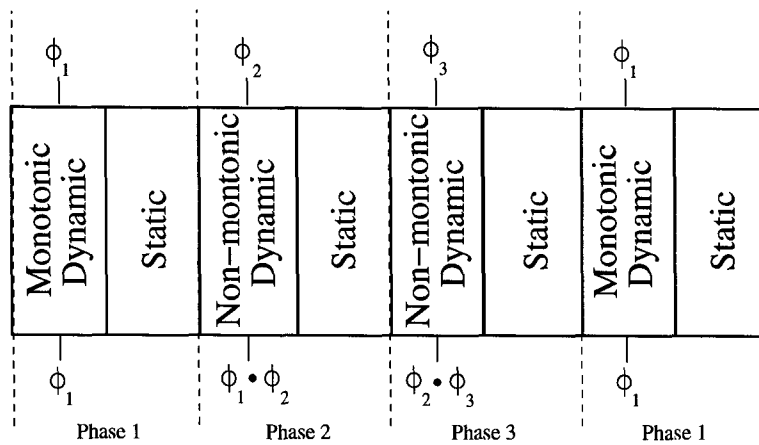 ϕ1 ϕ2 ϕ3 ϕ1
Monotonic
Dynamic
Static
Non-montonic
Dynamic
Static
Non-montonic
Dynamic
Static
Monotonic
Dynamic
Static
ϕ1 ϕ1 • ϕ2 ϕ2 • ϕ3 ϕ1
Phase 1 Phase 2 Phase 3 Phase 1